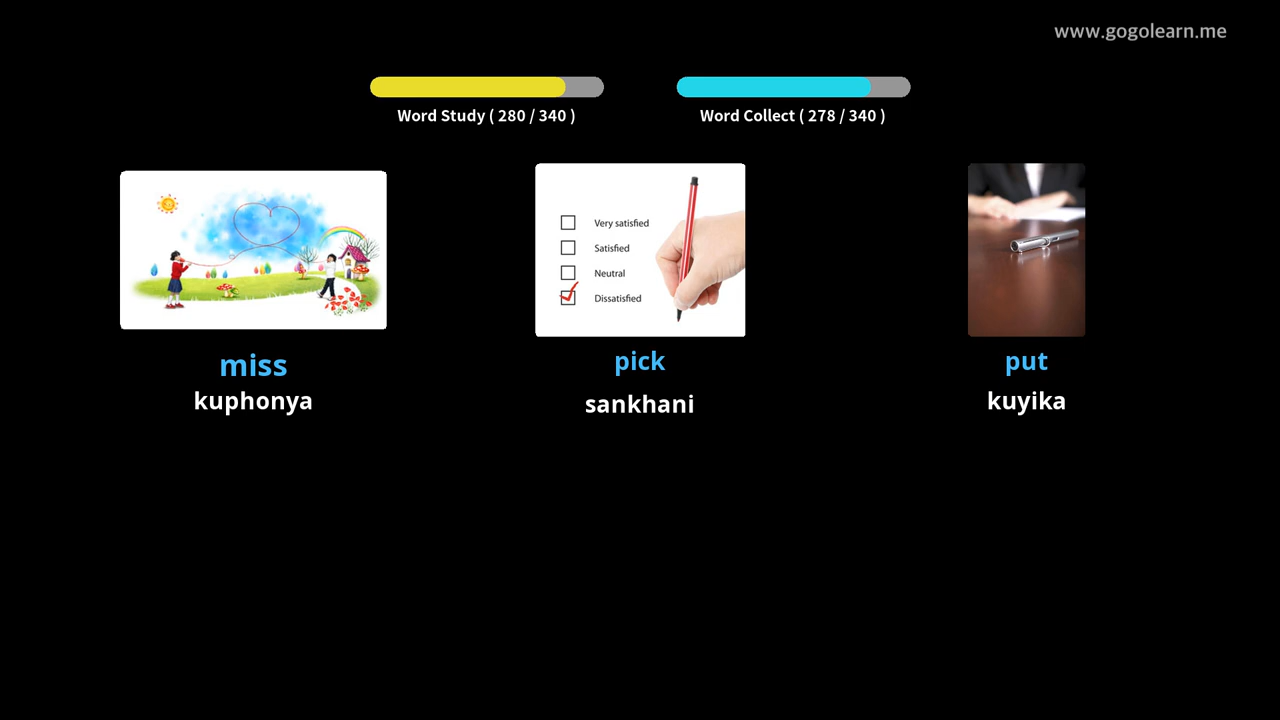 www.gogolearn.me
Word Study ( 280 / 340 )
Word Collect ( 278 / 340 )
Very satisfied
Satisfied
Neutral
Dissatisfied
miss
kuphonya
pick
sankhani
put
kuyika